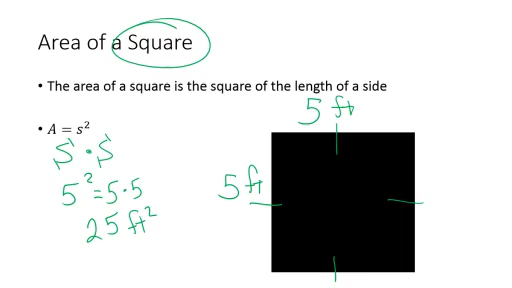 Area of a Square
• The area of a square is the square of the length of a side
5 ft
• A = s²
S · S
5 ft
5² = 5 · 5
25 ft²